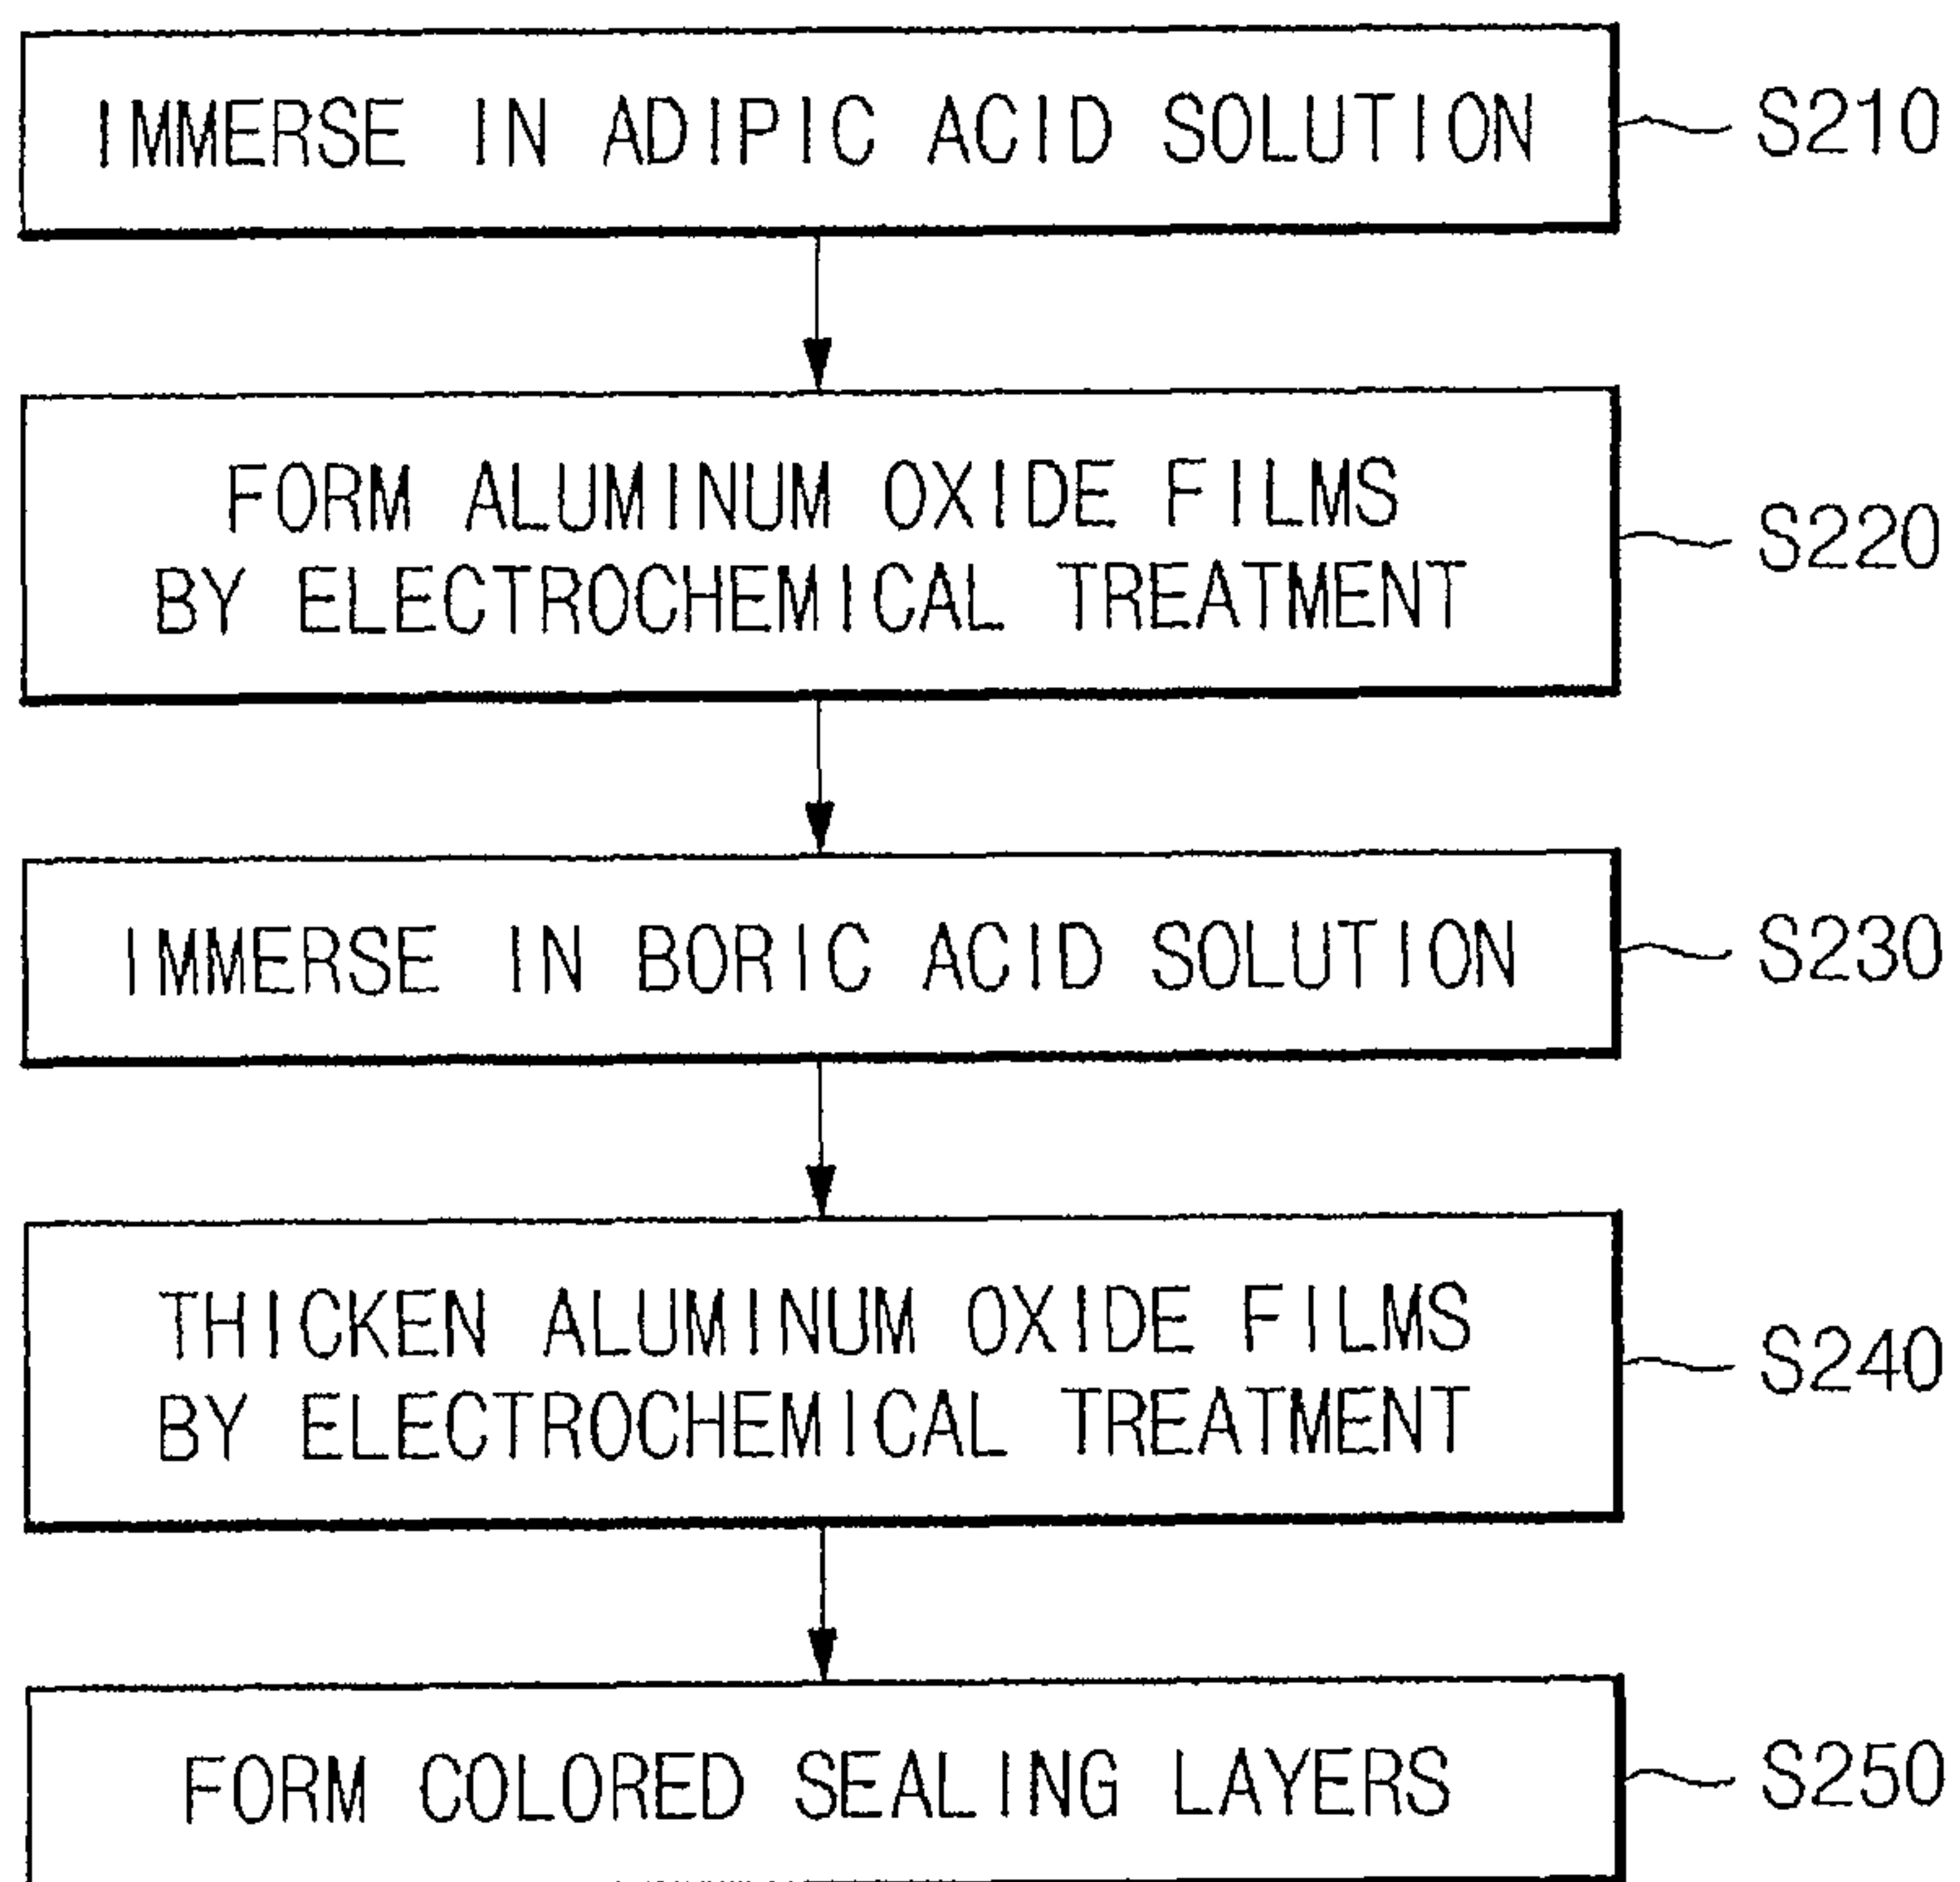 IMMERSE IN ADIPIC ACID SOLUTION
S210
FORM ALUMINUM OXIDE FILMS
BY ELECTROCHEMICAL TREATMENT
S220
IMMERSE IN BORIC ACID SOLUTION
S230
THICKEN ALUMINUM OXIDE FILMS
BY ELECTROCHEMICAL TREATMENT
S240
FORM COLORED SEALING LAYERS
S250